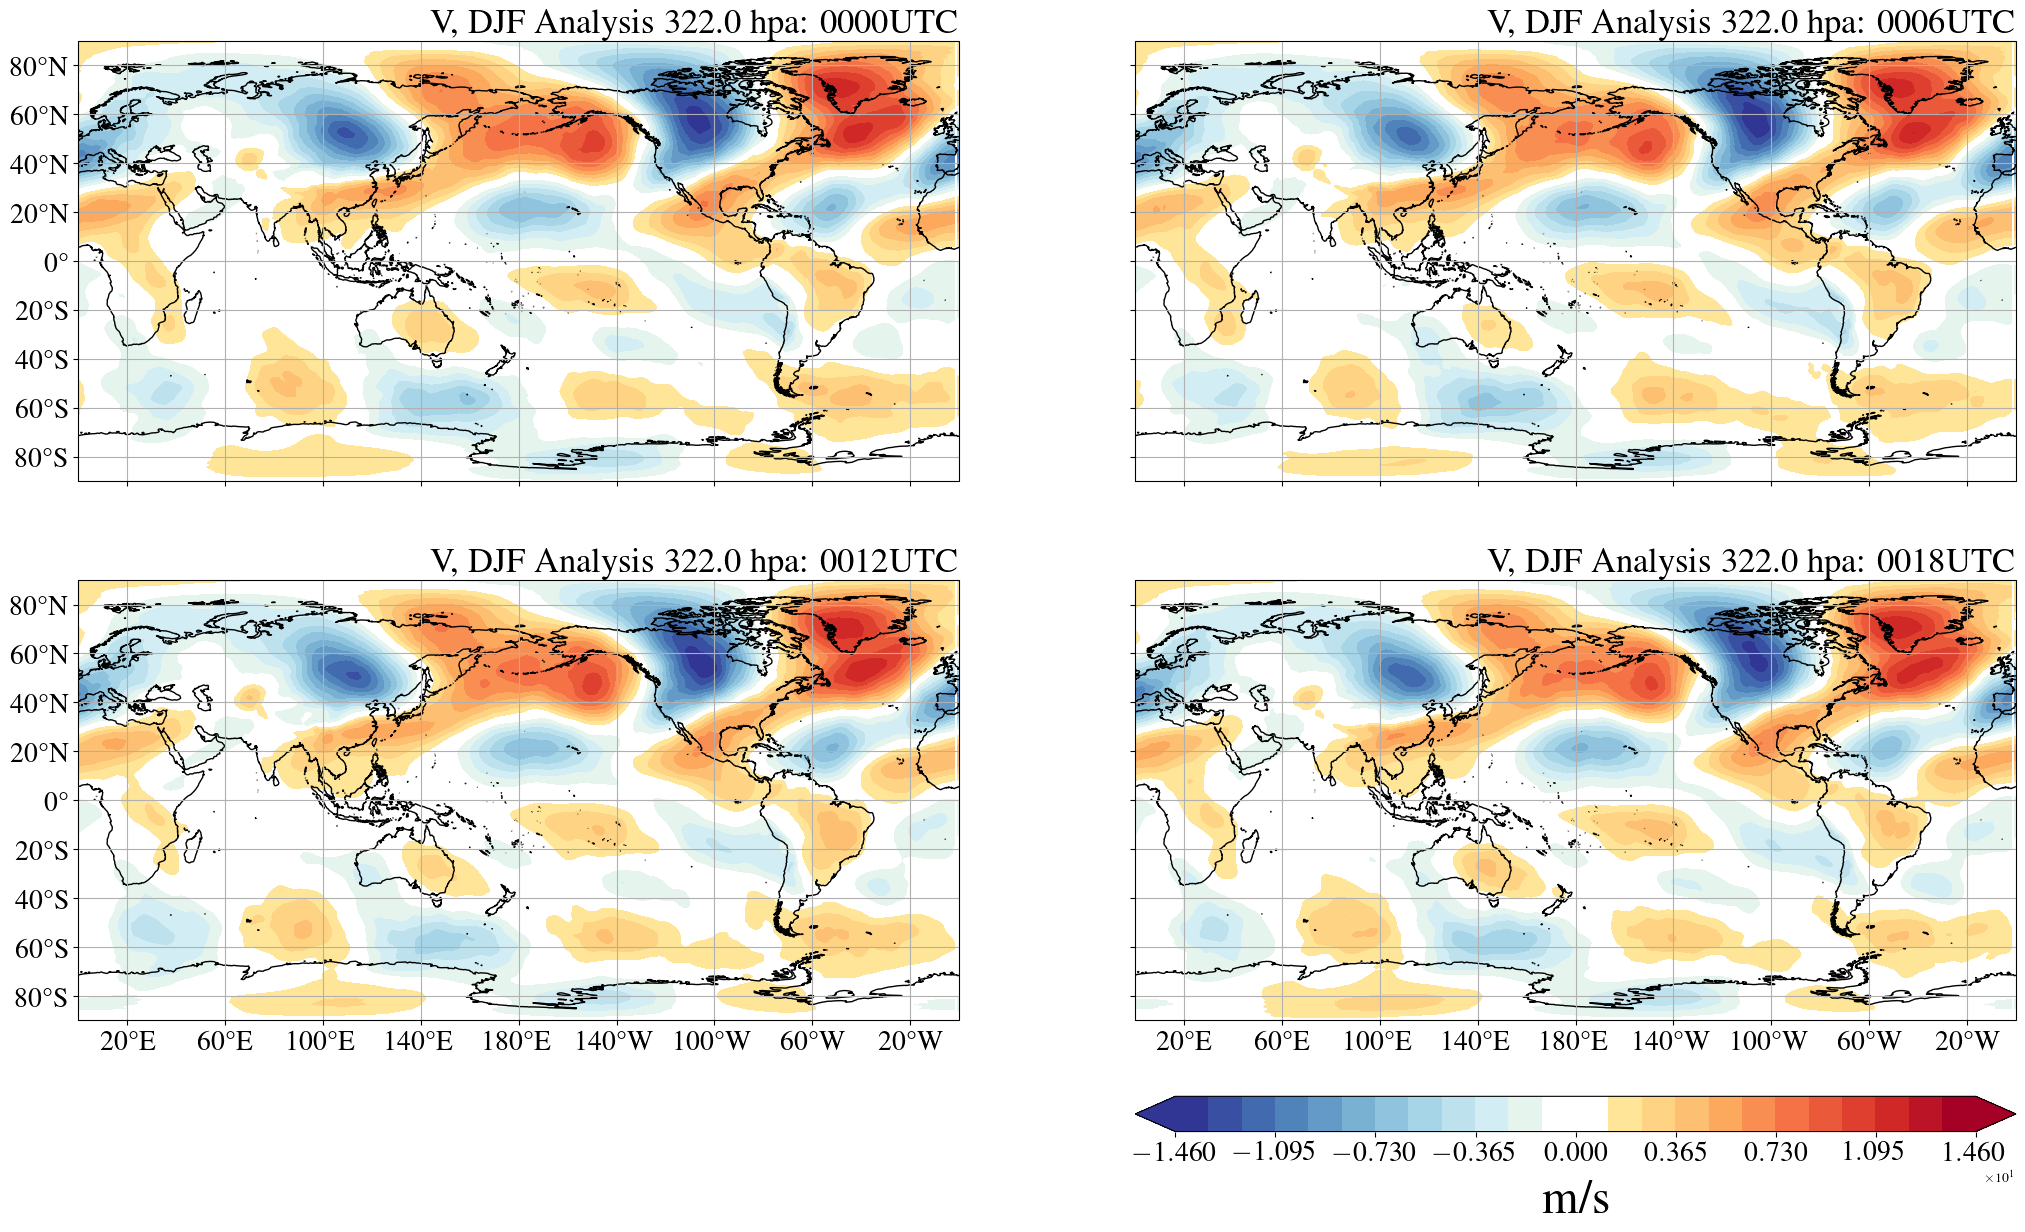 V, DJF Analysis 322.0 hpa: 0000UTC
V, DJF Analysis 322.0 hpa: 0006UTC
80°N
60°N
40°N
20°N
0°
20°S
40°S
60°S
80°S
V, DJF Analysis 322.0 hpa: 0012UTC
V, DJF Analysis 322.0 hpa: 0018UTC
80°N
60°N
40°N
20°N
0°
20°S
40°S
60°S
80°S
20°E 60°E 100°E 140°E 180°E 140°W 100°W 60°W 20°W
20°E 60°E 100°E 140°E 180°E 140°W 100°W 60°W 20°W
−1.460 −1.095 −0.730 −0.365 0.000 0.365 0.730 1.095 1.460
×10¹
m/s